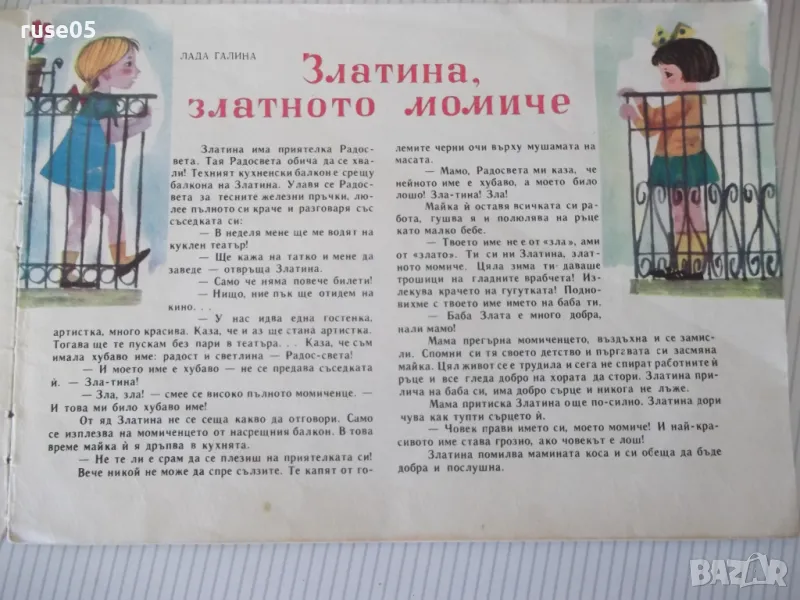 ruse05
ЛАДА ГАЛИНА
Златина,
златното момиче
Златина има приятелка Радос-
вета. Тая Радосвета обича да се хва-
ли! Техният кухненски балкон е срещу
балкона на Златина. Улавя се Радос-
вета за тесните железни пръчки, лю-
лее пълното си краче и разговаря със
съседката си:
— В неделя мене ще ме водят на
куклен театър!
— Ще кажа на татко и мене да
заведе — отвръща Златина.
— Само че няма повече билети!
— Нищо, ние пък ще отидем на
кино. . .
— У нас идва една гостенка,
артистка, много красива. Каза, че и аз ще стана артистка.
Тогава ще те пускам без пари в театъра. . . Каза, че съм
имала хубаво име: радост и светлина — Радос-света!
— И моето име е хубаво — не се предава съседката
ѝ. — Зла-тина!
— Зла, зла! — смее се високо пълното момиченце. —
И това ми било хубаво име!
От яд Златина не се сеща какво да отговори. Само
се изплезва на момиченцето от насрещния балкон. В това
време майка ѝ я дръпва в кухнята.
— Не те ли е срам да се плезиш на приятелката си!
Вече никой не може да спре сълзите. Те капят от го-
лемите черни очи върху мушамата на
масата.
— Мамо, Радосвета ми каза, че
нейното име е хубаво, а моето било
лошо! Зла-тина! Зла!
Майка ѝ оставя всичката си ра-
бота, гушва я и полюлява на ръце
като малко бебе.
— Твоето име не е от «зла», ами
от «злато». Ти си ни Златина, злат-
ното момиче. Цяла зима ти даваше
трошици на гладните врабчета! Из-
лекува крачето на гугутката! Подно-
вихме с твоето име името на баба ти.
— Баба Злата е много добра,
нали мамо!
Мама прегърна момиченцето, въздъхна и се замис-
ли. Спомни си тя своето детство и пъргавата си засмяна
майка. Цял живот се е трудила и сега не спират работните ѝ
ръце и все гледа добро на хората да стори. Златина при-
лича на баба си, има добро сърце и никога не лъже.
Мама притиска Златина още по-силно. Златина дори
чува как тупти сърцето ѝ.
— Човек прави името си, моето момиче! И най-кра-
сивото име става грозно, ако човекът е лош!
Златина помилва мамината коса и си обеща да бъде
добра и послушна.
BAZAR